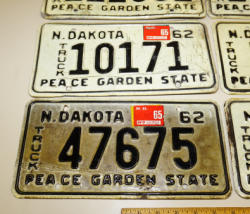 N.DAKOTA 62
TRUCK
65
10171
PEACE GARDEN STATE
N.DAKOTA 62
TRUCK
65
47675
PEACE GARDEN STATE